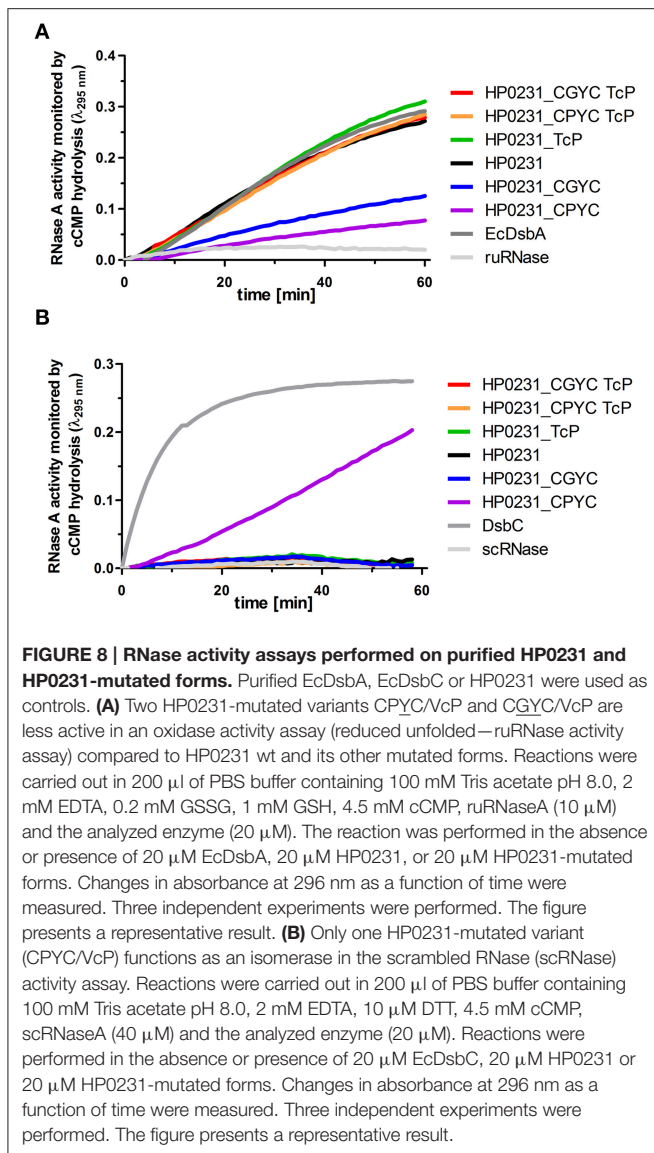 A
RNase A activity monitored by
cCMP hydrolysis (λ295 nm)
0.4
0.3
0.2
0.1
0.0
0
20
40
60
time [min]
HP0231_CGYC TcP
HP0231_CPYC TcP
HP0231_TcP
HP0231
HP0231_CGYC
HP0231_CPYC
EcDsbA
ruRNase
B
RNase A activity monitored by
cCMP hydrolysis (λ295 nm)
0.3
0.2
0.1
0.0
0
20
40
60
time [min]
HP0231_CGYC TcP
HP0231_CPYC TcP
HP0231_TcP
HP0231
HP0231_CGYC
HP0231_CPYC
DsbC
scRNase
FIGURE 8 | RNase activity assays performed on purified HP0231 and
HP0231-mutated forms. Purified EcDsbA, EcDsbC or HP0231 were used as
controls. (A) Two HP0231-mutated variants CPYC/VcP and CGYC/VcP are
less active in an oxidase activity assay (reduced unfolded—ruRNase activity
assay) compared to HP0231 wt and its other mutated forms. Reactions were
carried out in 200 μl of PBS buffer containing 100 mM Tris acetate pH 8.0, 2
mM EDTA, 0.2 mM GSSG, 1 mM GSH, 4.5 mM cCMP, ruRNaseA (10 μM)
and the analyzed enzyme (20 μM). The reaction was performed in the absence
or presence of 20 μM EcDsbA, 20 μM HP0231, or 20 μM HP0231-mutated
forms. Changes in absorbance at 296 nm as a function of time were
measured. Three independent experiments were performed. The figure
presents a representative result. (B) Only one HP0231-mutated variant
(CPYC/VcP) functions as an isomerase in the scrambled RNase (scRNase)
activity assay. Reactions were carried out in 200 μl of PBS buffer containing
100 mM Tris acetate pH 8.0, 2 mM EDTA, 10 μM DTT, 4.5 mM cCMP,
scRNaseA (40 μM) and the analyzed enzyme (20 μM). Reactions were
performed in the absence or presence of 20 μM EcDsbC, 20 μM HP0231 or
20 μM HP0231-mutated forms. Changes in absorbance at 296 nm as a
function of time were measured. Three independent experiments were
performed. The figure presents a representative result.